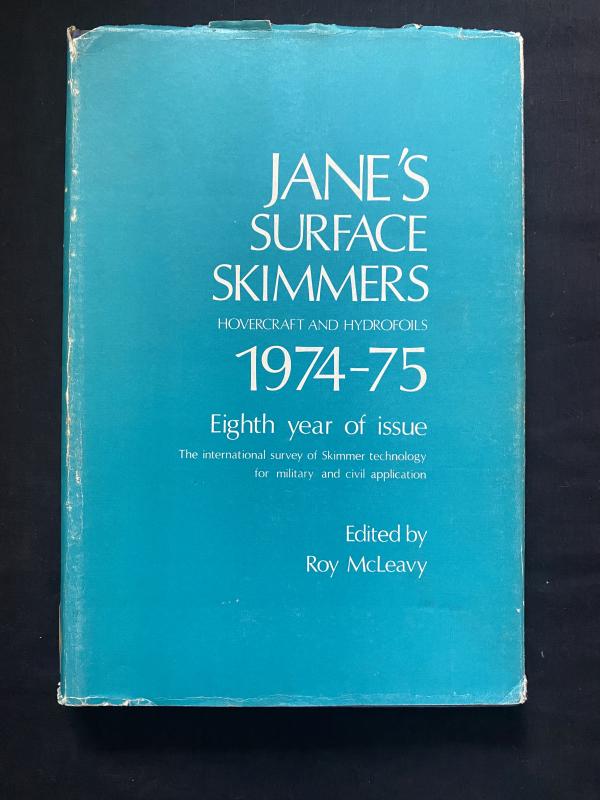 JANE'S
SURFACE
SKIMMERS
HOVERCRAFT AND HYDROFOILS
1974-75
Eighth year of issue
The international survey of Skimmer technology
for military and civil application
Edited by
Roy McLeavy